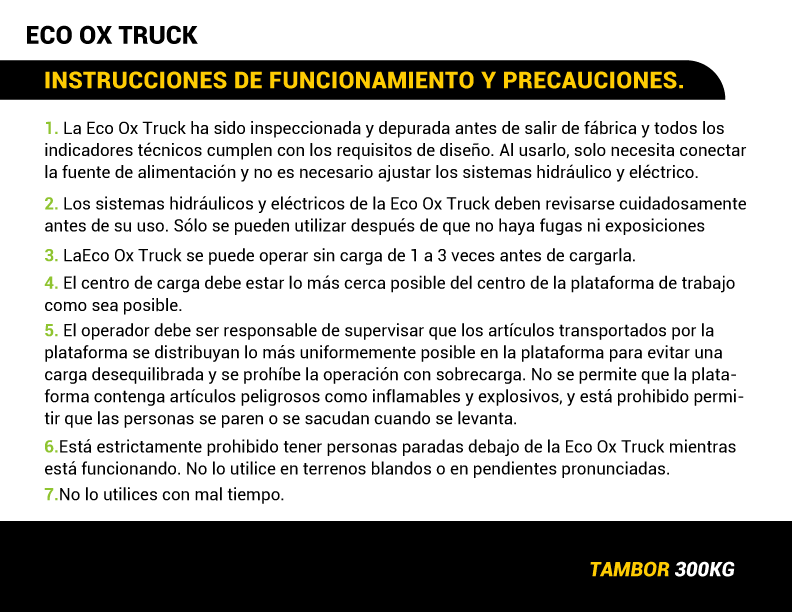 ECO OX TRUCK
INSTRUCCIONES DE FUNCIONAMIENTO Y PRECAUCIONES.
1. La Eco Ox Truck ha sido inspeccionada y depurada antes de salir de fábrica y todos los
indicadores técnicos cumplen con los requisitos de diseño. Al usarlo, solo necesita conectar
la fuente de alimentación y no es necesario ajustar los sistemas hidráulico y eléctrico.
2. Los sistemas hidráulicos y eléctricos de la Eco Ox Truck deben revisarse cuidadosamente
antes de su uso. Sólo se pueden utilizar después de que no haya fugas ni exposiciones
3. LaEco Ox Truck se puede operar sin carga de 1 a 3 veces antes de cargarla.
4. El centro de carga debe estar lo más cerca posible del centro de la plataforma de trabajo
como sea posible.
5. El operador debe ser responsable de supervisar que los artículos transportados por la
plataforma se distribuyan lo más uniformemente posible en la plataforma para evitar una
carga desequilibrada y se prohíbe la operación con sobrecarga. No se permite que la plata-
forma contenga artículos peligrosos como inflamables y explosivos, y está prohibido permi-
tir que las personas se paren o se sacudan cuando se levanta.
6.Está estrictamente prohibido tener personas paradas debajo de la Eco Ox Truck mientras
está funcionando. No lo utilice en terrenos blandos o en pendientes pronunciadas.
7.No lo utilices con mal tiempo.
TAMBOR 300KG